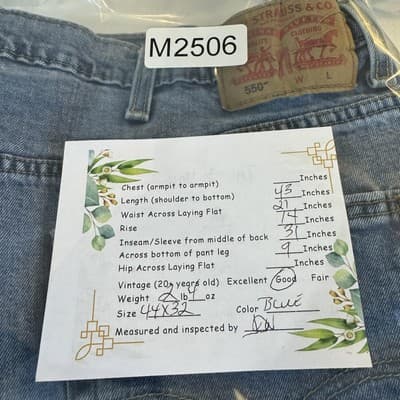 M2506
STRAUSS & CO.
CLOTHING
550™ W L
Chest (armpit to armpit) Inches
Length (shoulder to bottom) 43 Inches
Waist Across Laying Flat 21 Inches
Rise 14 Inches
Inseam/Sleeve from middle of back 31 Inches
Across bottom of pant leg 9 Inches
Hip Across Laying Flat Inches
Vintage (20+ years old) Excellent Good Fair
Weight 2 lb 4 oz
Size 44X32 Color BLUE
Measured and inspected by